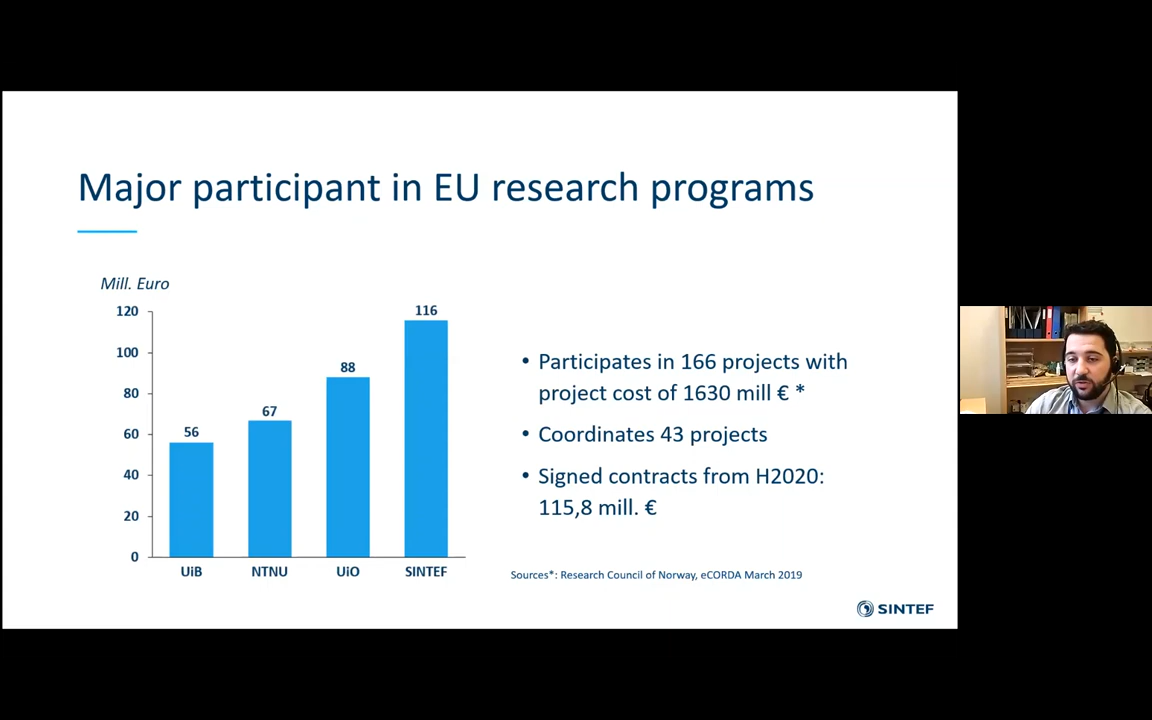 Major participant in EU research programs
Mill. Euro
120
100
80
60
40
20
0
56
67
88
116
UiB
NTNU
UiO
SINTEF
• Participates in 166 projects with
project cost of 1630 mill € *
• Coordinates 43 projects
• Signed contracts from H2020:
115,8 mill. €
Sources*: Research Council of Norway, eCORDA March 2019
SINTEF